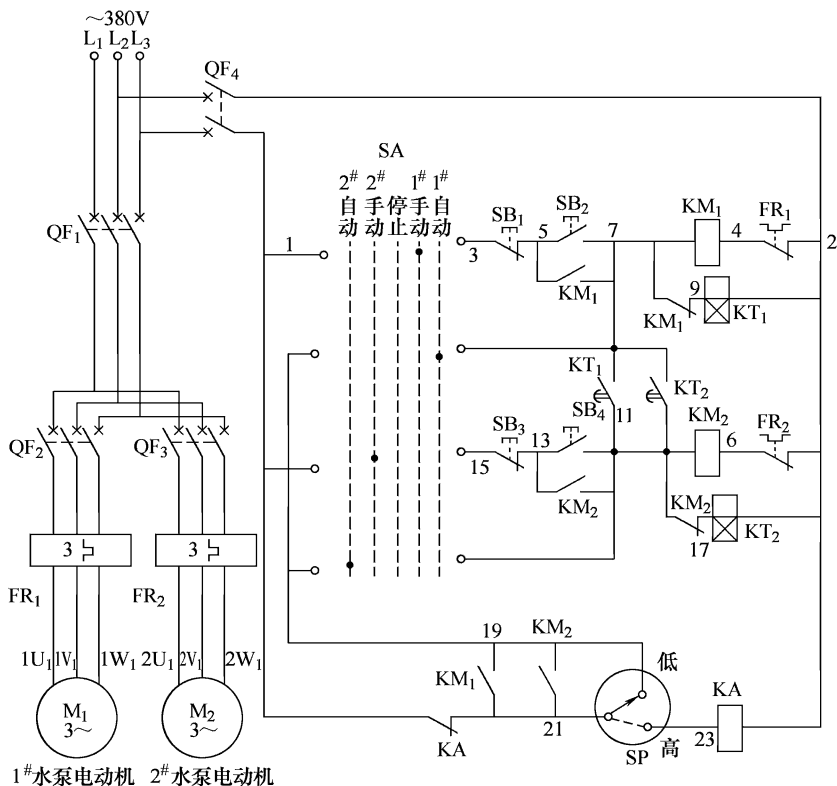 ～380V
L₁ L₂ L₃
QF₄
SA
2# 2# 1# 1#
自动 手动 停止 手动 自动
QF₁
1
3
SB₁
5
SB₂
7
KM₁
4
FR₁
2
KM₁
KM₁
9
KT₁
KT₁
KT₂
11
QF₂
QF₃
15
SB₃
13
SB₄
KM₂
6
FR₂
KM₂
KM₂
17
KT₂
3
3
FR₁
FR₂
1U₁ 1V₁ 1W₁ 2U₁ 2V₁ 2W₁
M₁
3～
M₂
3～
1#水泵电动机 2#水泵电动机
19
KM₂
低
KM₁
KA
21
SP
高
23
KA